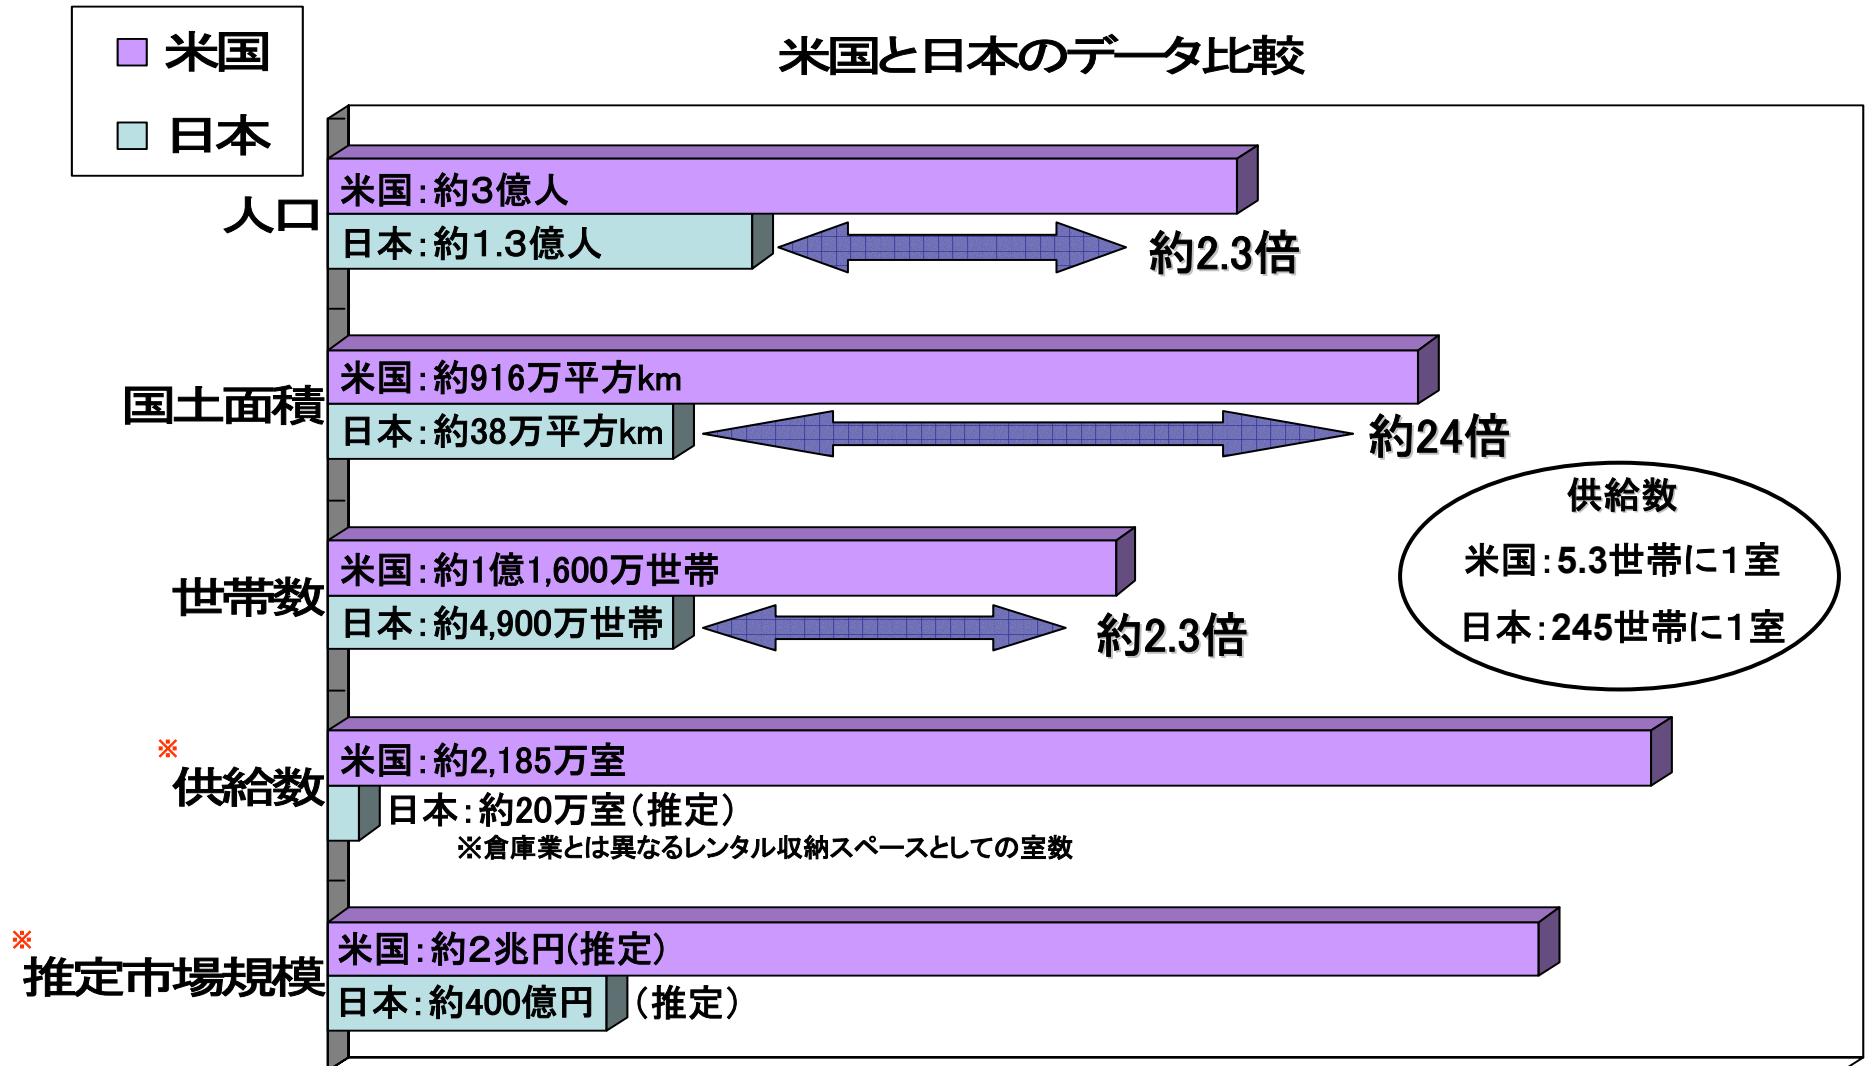 米国
日本
米国と日本のデータ比較
人口
米国：約３億人
日本：約１.３億人
約2.3倍
国土面積
米国：約916万平方km
日本：約38万平方km
約24倍
世帯数
米国：約1億1,600万世帯
日本：約4,900万世帯
約2.3倍
供給数
米国：5.3世帯に１室
日本：245世帯に１室
※
供給数
米国：約2,185万室
日本：約20万室（推定）
※倉庫業とは異なるレンタル収納スペースとしての室数
※
推定市場規模
米国：約２兆円（推定）
日本：約400億円（推定）